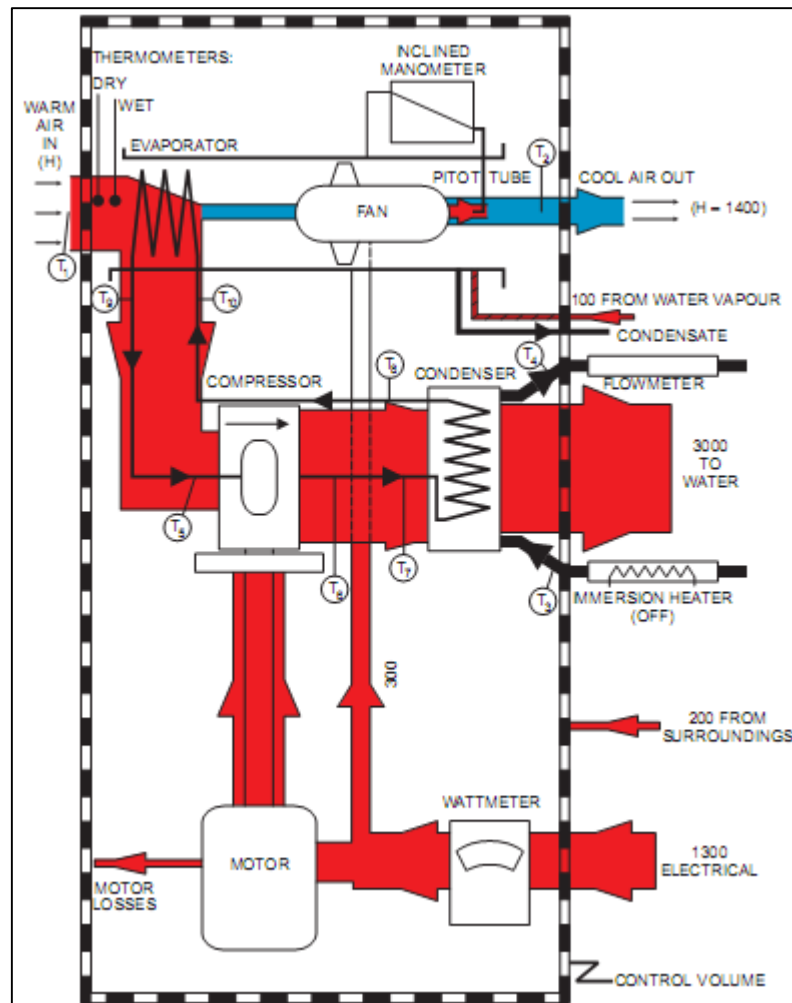 THERMOMETERS:
DRY
WET
INCLINED
MANOMETER
WARM
AIR
IN
(H)
EVAPORATOR
T2
PITOT TUBE
COOL AIR OUT
FAN
(H = 1400)
T1
T9
T10
100 FROM WATER VAPOUR
CONDENSATE
T4
COMPRESSOR
T8
CONDENSER
FLOWMETER
3000
TO
WATER
T5
T6
T7
T3
IMMERSION HEATER
(OFF)
300
200 FROM
SURROUNDINGS
WATTMETER
MOTOR
1300
ELECTRICAL
MOTOR
LOSSES
CONTROL VOLUME